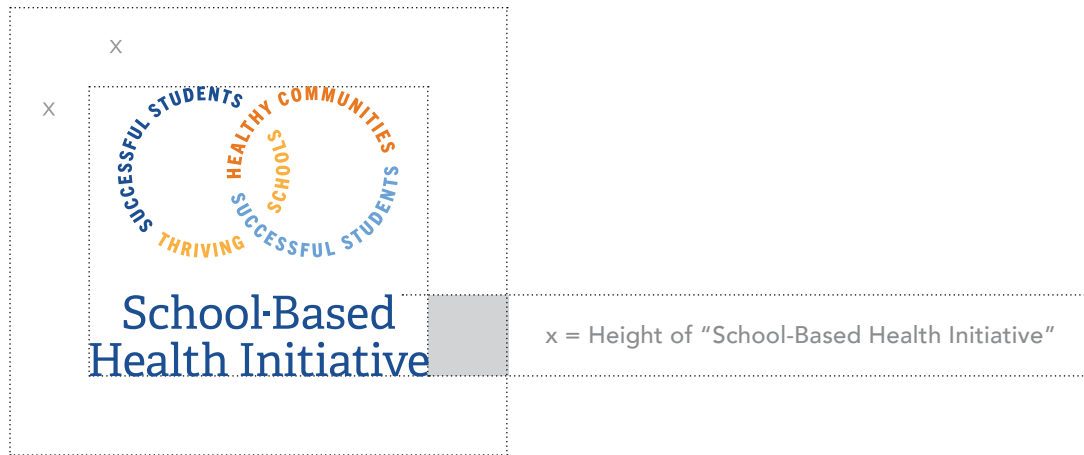 x
x
SUCCESSFUL STUDENTS
HEALTHY COMMUNITIES
THRIVING
SCHOOLS
SUCCESSFUL STUDENTS
School-Based
Health Initiative
x = Height of “School-Based Health Initiative”